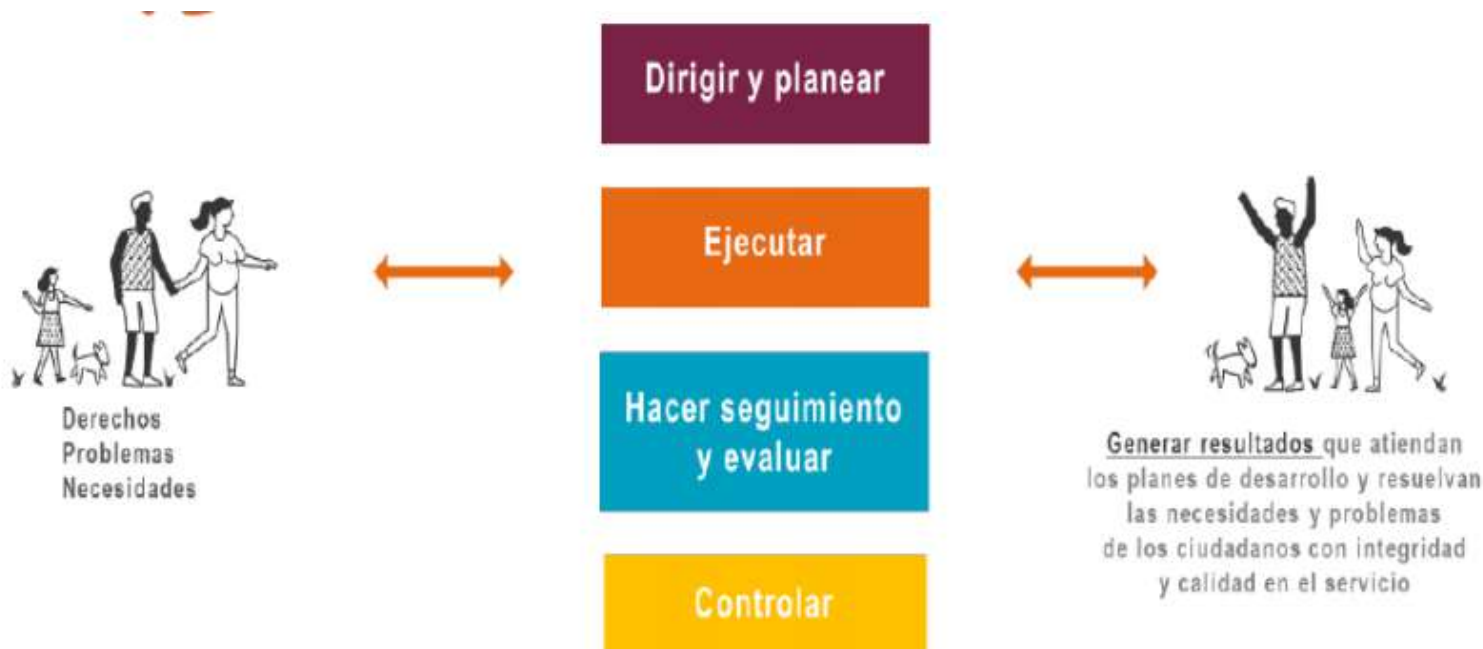 Dirigir y planear
Ejecutar
Hacer seguimiento
y evaluar
Controlar
Derechos
Problemas
Necesidades
Generar resultados que atiendan
los planes de desarrollo y resuelvan
las necesidades y problemas
de los ciudadanos con integridad
y calidad en el servicio